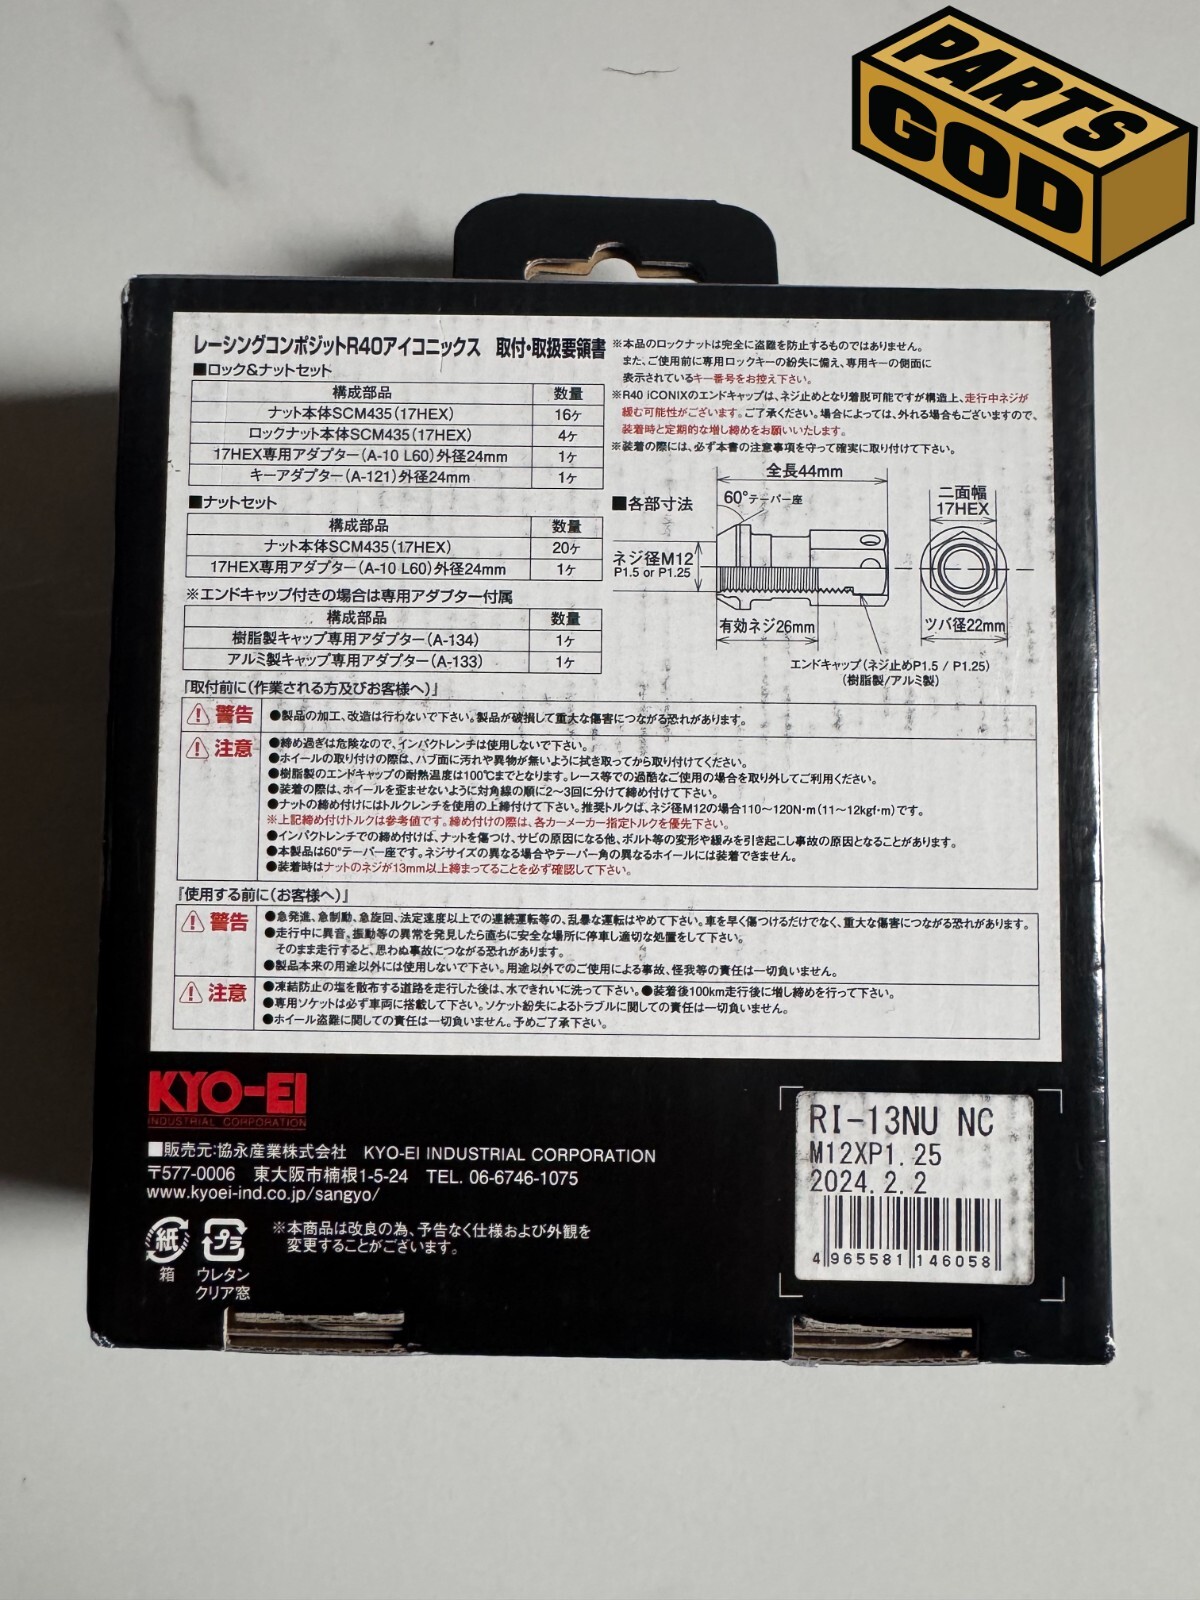 PARTS
GOD
レーシングコンポジットR40アイコニックス 取付・取扱要領書
■ロック&ナットセット
構成部品 数量
ナット本体SCM435(17HEX) 16ケ
ロックナット本体SCM435(17HEX) 4ケ
17HEX専用アダプター(A-10 L60)外径24mm 1ケ
キーアダプター(A-121)外径24mm 1ケ
■ナットセット
構成部品 数量
ナット本体SCM435(17HEX) 20ケ
17HEX専用アダプター(A-10 L60)外径24mm 1ケ
※エンドキャップ付きの場合は専用アダプター付属
構成部品 数量
樹脂製キャップ専用アダプター(A-134) 1ケ
アルミ製キャップ専用アダプター(A-133) 1ケ
※本品のロックナットは完全に盗難を防止するものではありません。
また、ご使用前に専用ロックキーの紛失に備え、専用キーの側面に
表示されているキー番号をお控え下さい。
※R40 iCONIXのエンドキャップは、ネジ止めとなり着脱可能ですが構造上、走行中ネジが
緩む可能性がございます。ご了承ください。場合によっては、外れる場合もございますので、
装着時と定期的な増し締めをお願いいたします。
※装着の際には、必ず本書の注意事項を守って確実に取り付けて下さい。
■各部寸法
全長44mm
60°テーパー座
二面幅
17HEX
ネジ径M12
P1.5 or P1.25
有効ネジ26mm
ツバ径22mm
エンドキャップ(ネジ止めP1.5 / P1.25)
(樹脂製/アルミ製)
『取付前に(作業される方及びお客様へ)』
警告
●製品の加工、改造は行わないで下さい。製品が破損して重大な傷害につながる恐れがあります。
注意
●締め過ぎは危険なので、インパクトレンチは使用しないで下さい。
●ホイールの取り付けの際は、ハブ面に汚れや異物が無いように拭き取ってから取り付けてください。
●樹脂製のエンドキャップの耐熱温度は100℃までとなります。レース等での過酷なご使用の場合を取り外してご利用ください。
●装着の際は、ホイールを歪ませないように対角線の順に2〜3回に分けて締め付けて下さい。
●ナットの締め付けにはトルクレンチを使用の上締付けて下さい。推奨トルクは、ネジ径M12の場合110〜120N・m(11〜12kgf・m)です。
※上記締め付けトルクは参考値です。締め付けの際は、各カーメーカー指定トルクを優先下さい。
●インパクトレンチでの締め付けは、ナットを傷つけ、サビの原因になる他、ボルト等の変形や緩みを引き起こし事故の原因となることがあります。
●本製品は60°テーパー座です。ネジサイズの異なる場合やテーパー角の異なるホイールには装着できません。
●装着時はナットのネジが13mm以上締まってることを必ず確認して下さい。
『使用する前に(お客様へ)』
警告
●急発進、急制動、急旋回、法定速度以上での連続運転等の、乱暴な運転はやめて下さい。車を早く傷つけるだけでなく、重大な傷害につながる恐れがあります。
●走行中に異音、振動等の異常を発見したら直ちに安全な場所に停車し適切な処置をして下さい。
そのまま走行すると、思わぬ事故につながる恐れがあります。
●製品本来の用途以外には使用しないで下さい。用途以外でのご使用による事故、怪我等の責任は一切負いません。
注意
●凍結防止の塩を散布する道路を走行した後は、水できれいに洗って下さい。●装着後100km走行後に増し締めを行って下さい。
●専用ソケットは必ず車両に搭載して下さい。ソケット紛失によるトラブルに関しての責任は一切負いません。
●ホイール盗難に関しての責任は一切負いません。予めご了承下さい。
KYO-EI
INDUSTRIAL CORPORATION
■販売元:協永産業株式会社 KYO-EI INDUSTRIAL CORPORATION
〒577-0006 東大阪市楠根1-5-24 TEL. 06-6746-1075
www.kyoei-ind.co.jp/sangyo/
紙
箱
プラ
ウレタン
クリア窓
※本商品は改良の為、予告なく仕様および外観を
変更することがございます。
RI-13NU NC
M12XP1.25
2024.2.2
4 965581 146058